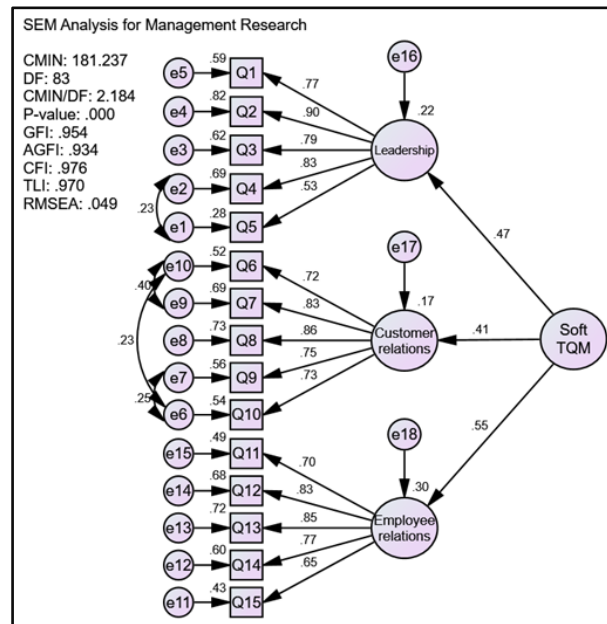 SEM Analysis for Management Research
CMIN: 181.237
DF: 83
CMIN/DF: 2.184
P-value: .000
GFI: .954
AGFI: .934
CFI: .976
TLI: .970
RMSEA: .049
e5 .59 Q1
e4 .82 Q2
e3 .62 Q3
e2 .69 Q4
e1 .28 Q5
.23
.77
.90
.79
.83
.53
e16
.22
Leadership
.47
e10 .52 Q6
e9 .69 Q7
e8 .73 Q8
e7 .56 Q9
e6 .54 Q10
.40
.23
.25
.72
.83
.86
.75
.73
e17
.17
Customer
relations
.41
Soft
TQM
e15 .49 Q11
e14 .68 Q12
e13 .72 Q13
e12 .60 Q14
e11 .43 Q15
.70
.83
.85
.77
.65
e18
.30
Employee
relations
.55